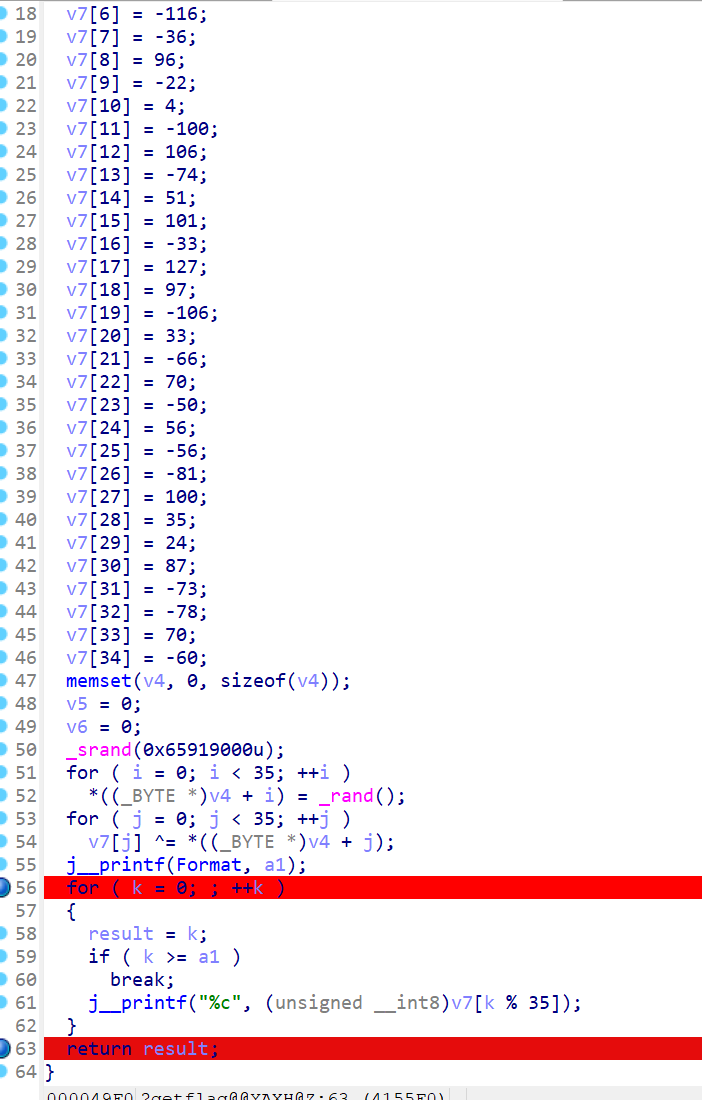 18 v7[6] = -116;
19 v7[7] = -36;
20 v7[8] = 96;
21 v7[9] = -22;
22 v7[10] = 4;
23 v7[11] = -100;
24 v7[12] = 106;
25 v7[13] = -74;
26 v7[14] = 51;
27 v7[15] = 101;
28 v7[16] = -33;
29 v7[17] = 127;
30 v7[18] = 97;
31 v7[19] = -106;
32 v7[20] = 33;
33 v7[21] = -66;
34 v7[22] = 70;
35 v7[23] = -50;
36 v7[24] = 56;
37 v7[25] = -56;
38 v7[26] = -81;
39 v7[27] = 100;
40 v7[28] = 35;
41 v7[29] = 24;
42 v7[30] = 87;
43 v7[31] = -73;
44 v7[32] = -78;
45 v7[33] = 70;
46 v7[34] = -60;
47 memset(v4, 0, sizeof(v4));
48 v5 = 0;
49 v6 = 0;
50 _srand(0x65919000u);
51 for ( i = 0; i < 35; ++i )
52 *((_BYTE *)v4 + i) = _rand();
53 for ( j = 0; j < 35; ++j )
54 v7[j] ^= *((_BYTE *)v4 + j);
55 j__printf(Format, a1);
56 for ( k = 0; ; ++k )
57 {
58 result = k;
59 if ( k >= a1 )
60 break;
61 j__printf("%c", (unsigned __int8)v7[k % 35]);
62 }
63 return result;
64 }
000049F0 ?getflag@@YAXH@Z:63 (4155F0)